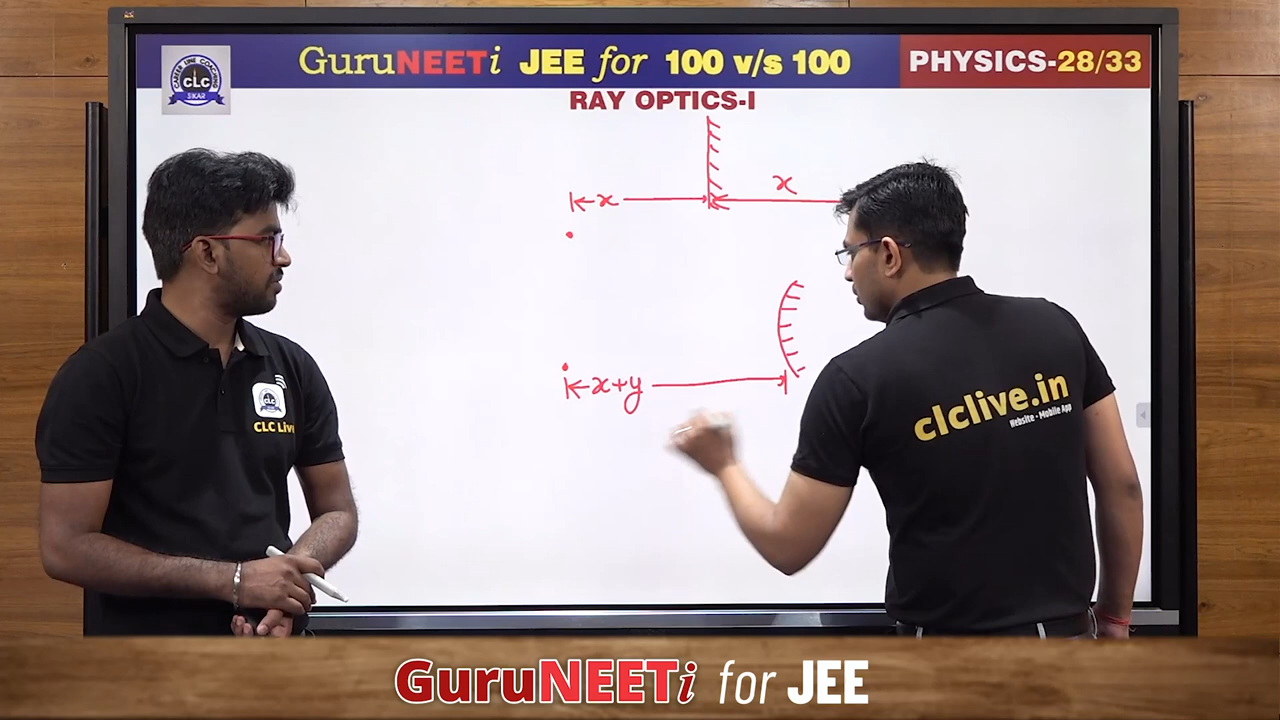 GuruNEETi JEE for 100 v/s 100
PHYSICS-28/33
CAREER LINE COACHING
CLC
SIKAR
RAY OPTICS-I
x
x
x+y
CLC Live
clclive.in
Website - Mobile App
GuruNEETi for JEE